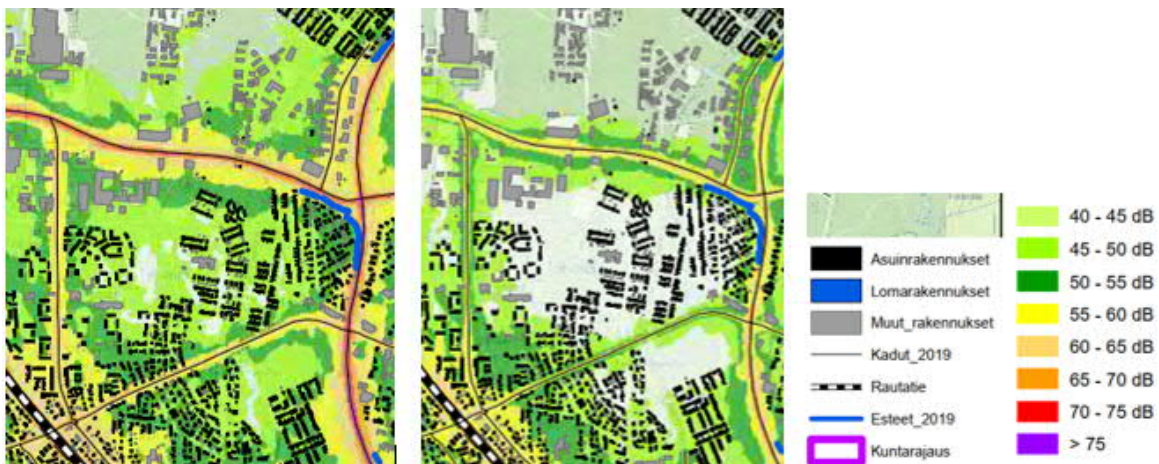 Asuinrakennukset
Lomarakennukset
Muut_rakennukset
Kadut_2019
Rautatie
Esteet_2019
Kuntarajaus
40 - 45 dB
45 - 50 dB
50 - 55 dB
55 - 60 dB
60 - 65 dB
65 - 70 dB
70 - 75 dB
> 75